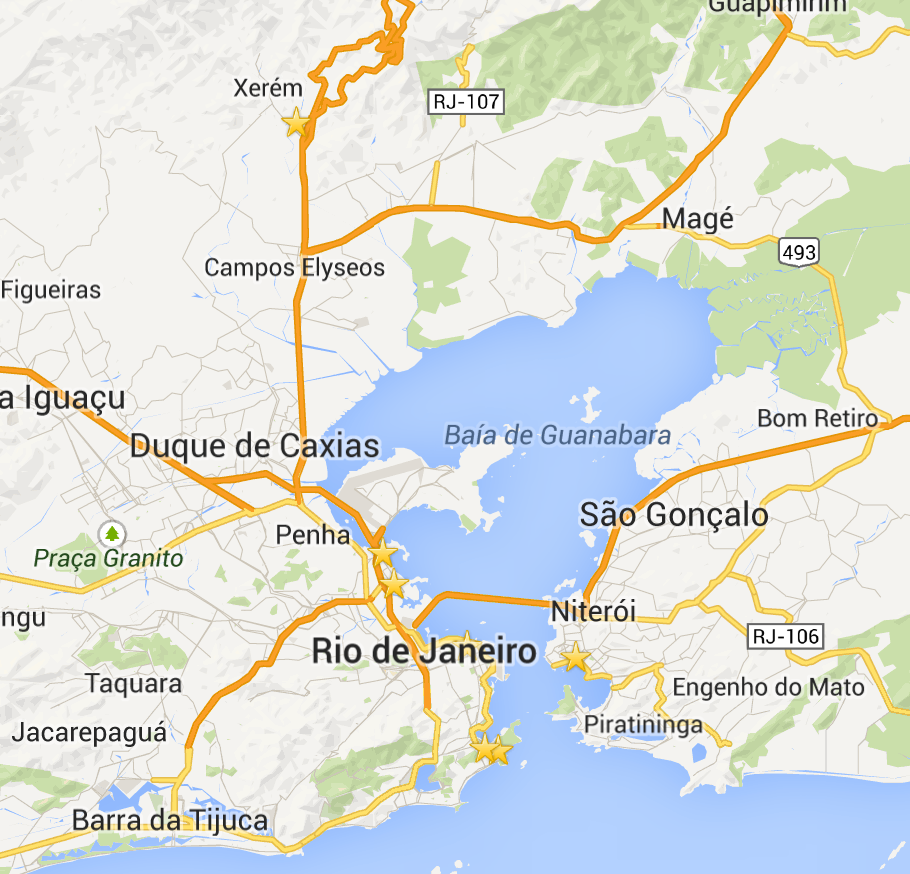 Guapimirim
Xerém
RJ-107
Magé
493
Campos Elyseos
Figueiras
a Iguaçu
Bom Retiro
Duque de Caxias
Baía de Guanabara
São Gonçalo
Penha
Praça Granito
ngu
Niterói
RJ-106
Rio de Janeiro
Taquara
Engenho do Mato
Jacarepaguá
Piratininga
Barra da Tijuca